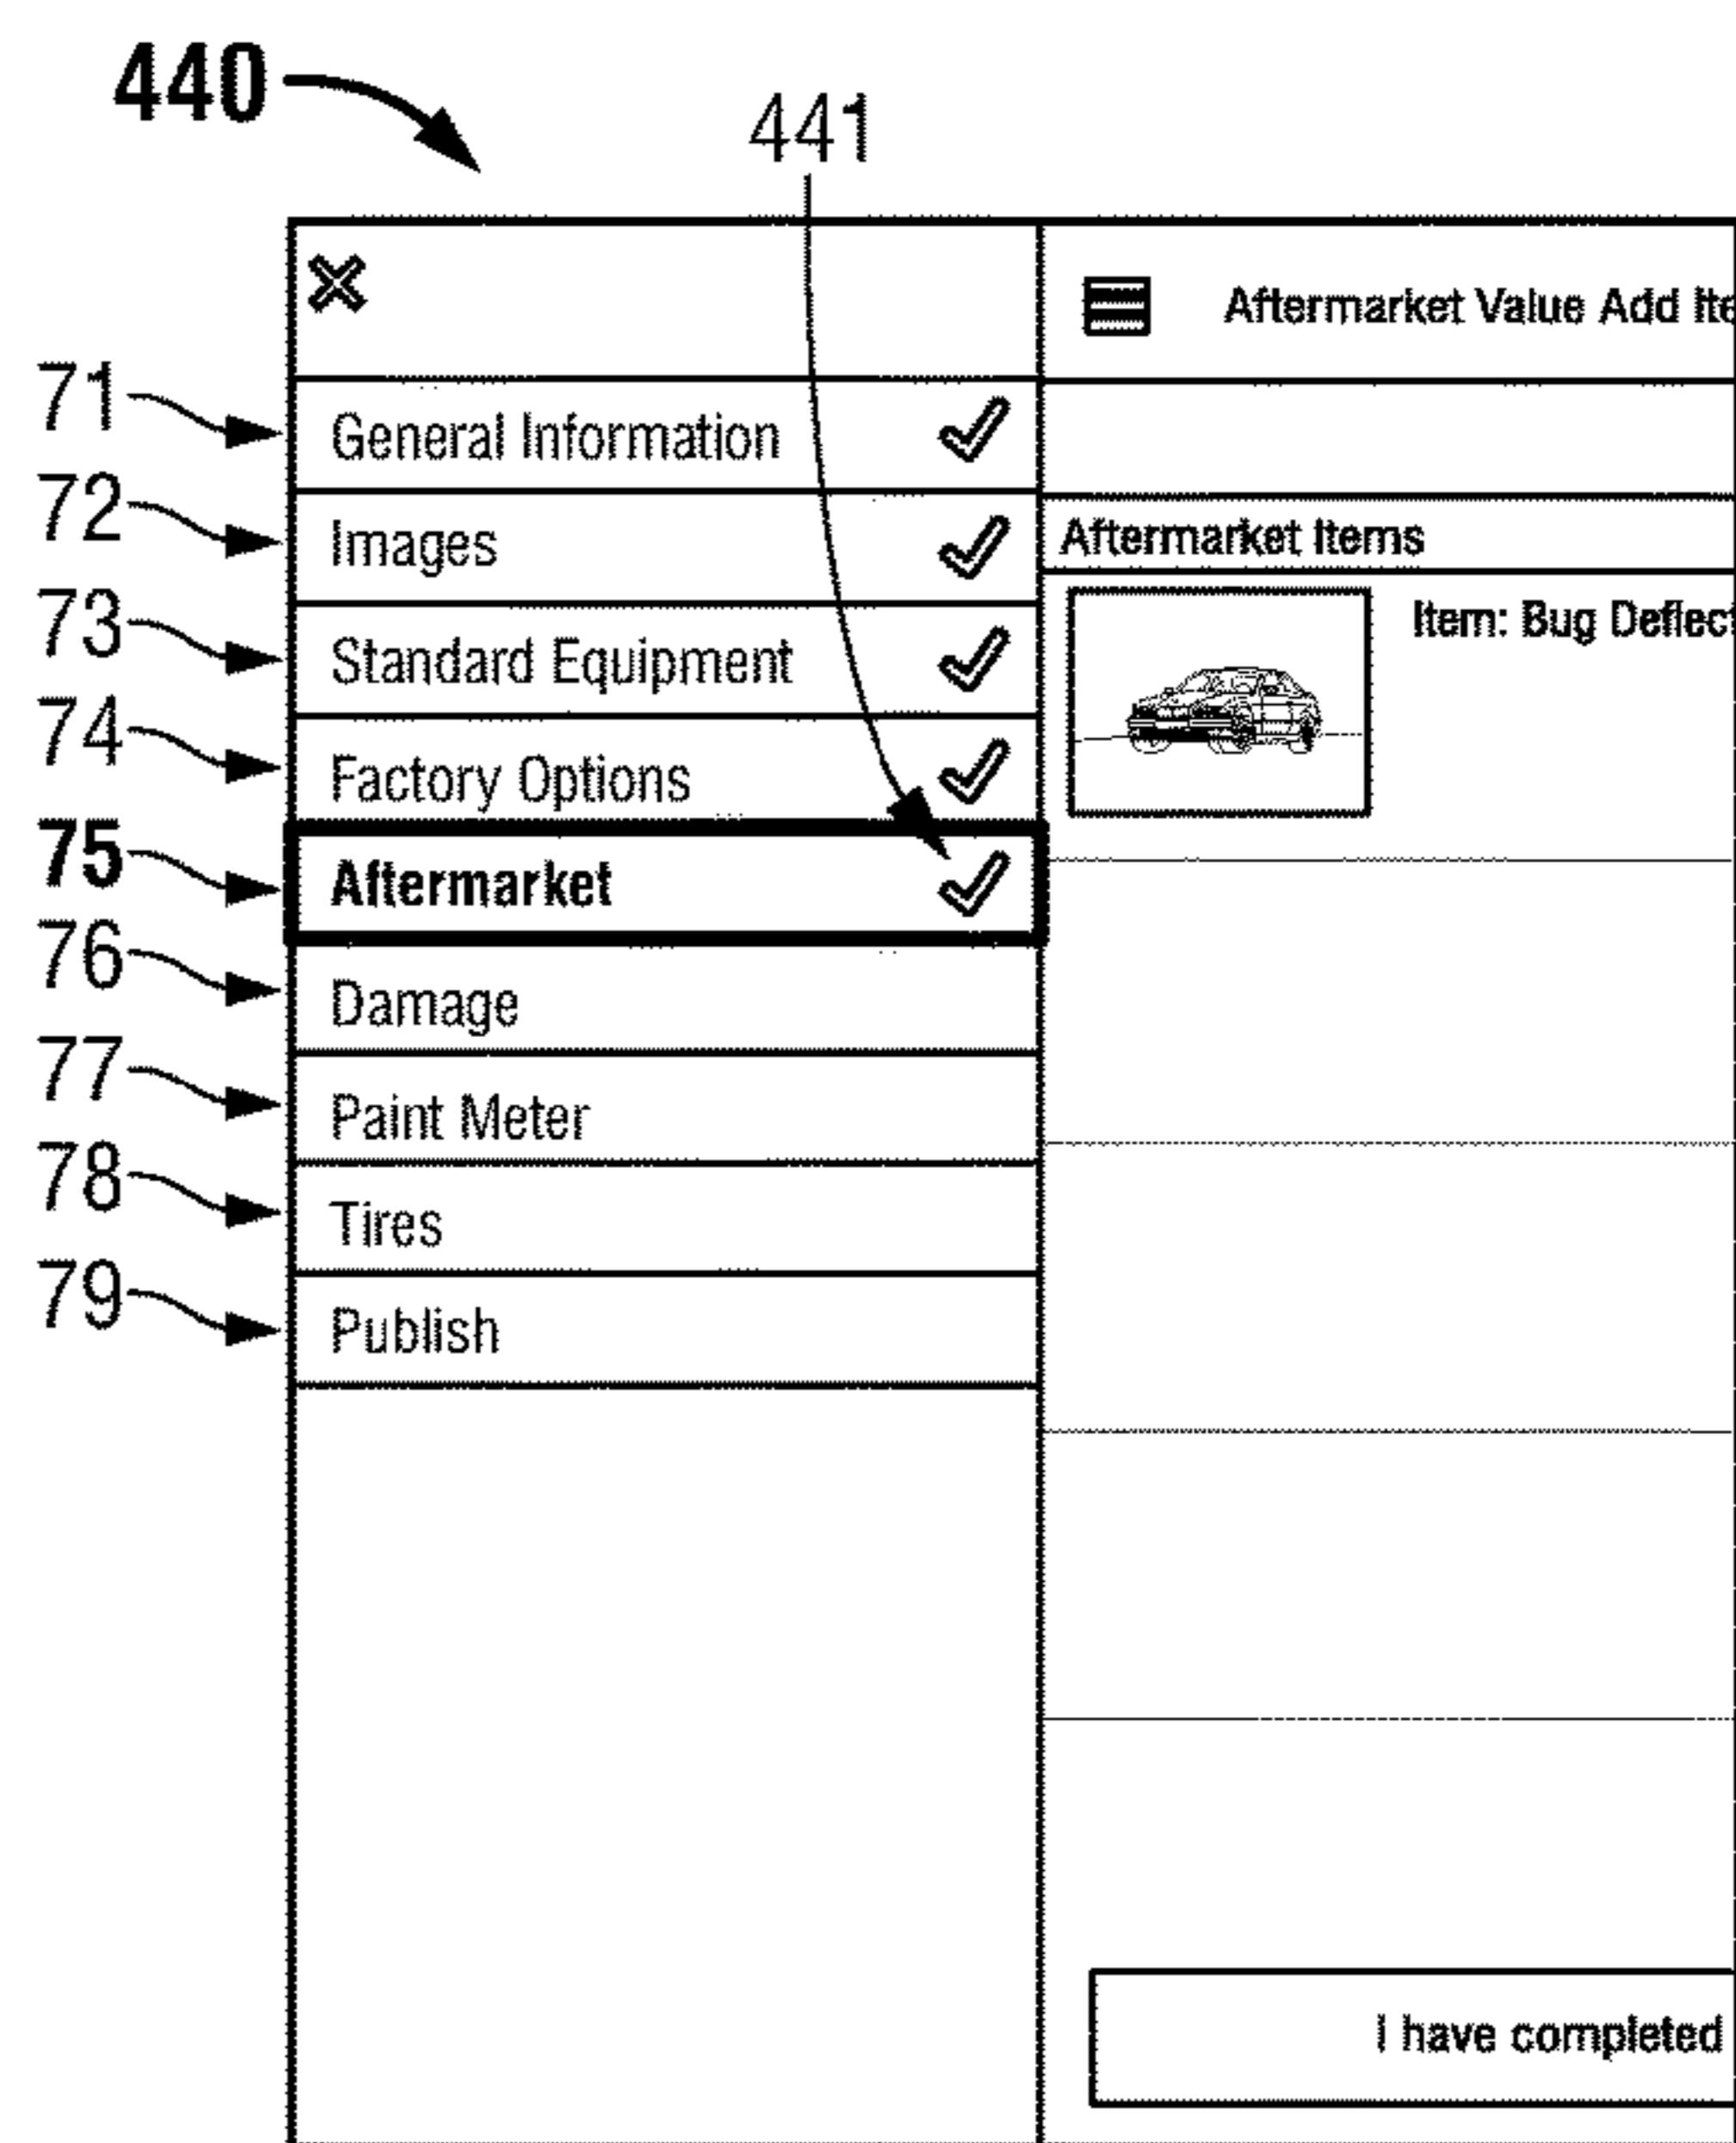 440
441
Aftermarket Value Add Ite
71 General Information
72 Images
Aftermarket Items
73 Standard Equipment
Item: Bug Deflect
74 Factory Options
75 Aftermarket
76 Damage
77 Paint Meter
78 Tires
79 Publish
I have completed